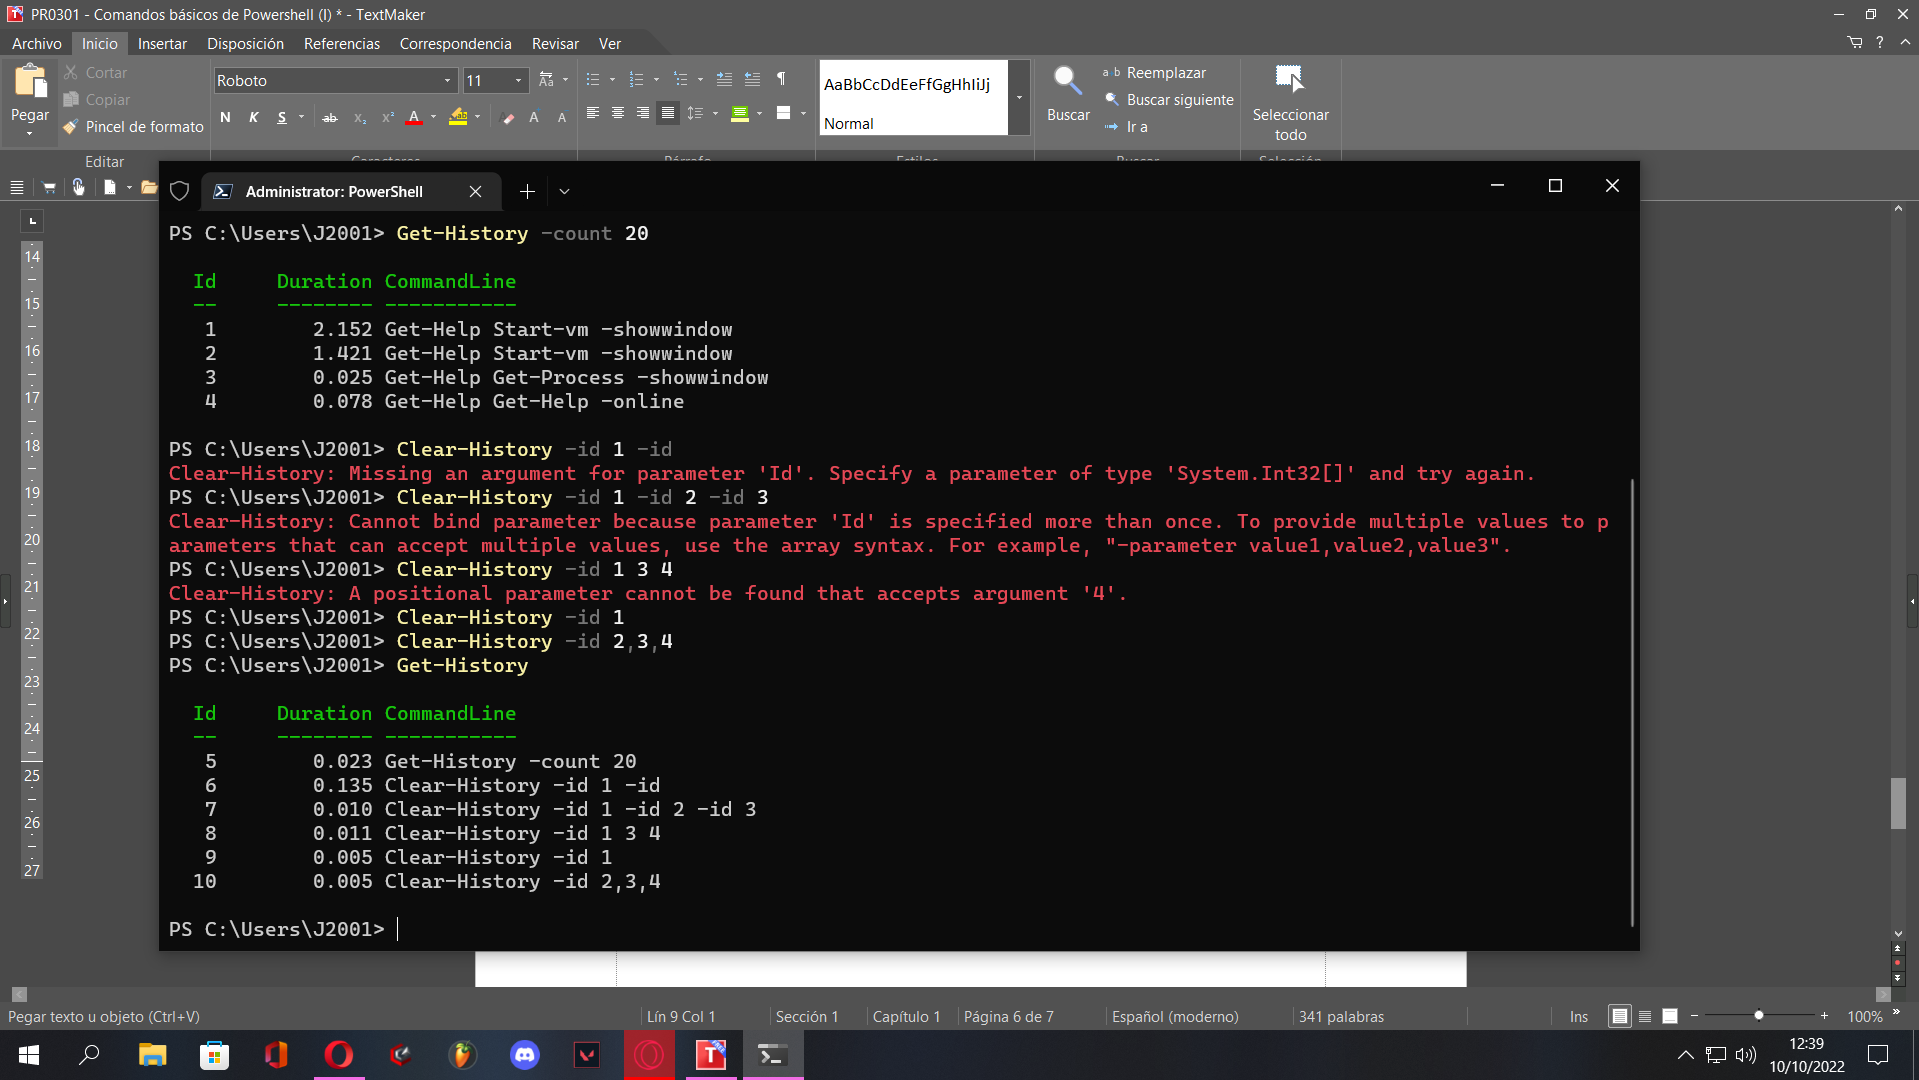 PR0301 - Comandos básicos de Powershell (I) * - TextMaker
Archivo Inicio Insertar Disposición Referencias Correspondencia Revisar Ver
Pegar
Cortar
Copiar
Pincel de formato
Editar
Roboto 11
N K S
AaBbCcDdEeFfGgHhIiJj
Normal
Buscar
Reemplazar
Buscar siguiente
Ir a
Seleccionar todo
Administrator: PowerShell
PS C:\Users\J2001> Get-History -count 20
Id Duration CommandLine
-- -------- -----------
1 2.152 Get-Help Start-vm -showwindow
2 1.421 Get-Help Start-vm -showwindow
3 0.025 Get-Help Get-Process -showwindow
4 0.078 Get-Help Get-Help -online
PS C:\Users\J2001> Clear-History -id 1 -id
Clear-History: Missing an argument for parameter 'Id'. Specify a parameter of type 'System.Int32[]' and try again.
PS C:\Users\J2001> Clear-History -id 1 -id 2 -id 3
Clear-History: Cannot bind parameter because parameter 'Id' is specified more than once. To provide multiple values to p
arameters that can accept multiple values, use the array syntax. For example, "-parameter value1,value2,value3".
PS C:\Users\J2001> Clear-History -id 1 3 4
Clear-History: A positional parameter cannot be found that accepts argument '4'.
PS C:\Users\J2001> Clear-History -id 1
PS C:\Users\J2001> Clear-History -id 2,3,4
PS C:\Users\J2001> Get-History
Id Duration CommandLine
-- -------- -----------
5 0.023 Get-History -count 20
6 0.135 Clear-History -id 1 -id
7 0.010 Clear-History -id 1 -id 2 -id 3
8 0.011 Clear-History -id 1 3 4
9 0.005 Clear-History -id 1
10 0.005 Clear-History -id 2,3,4
PS C:\Users\J2001>
14
15
16
17
18
19
20
21
22
23
24
25
26
27
Pegar texto u objeto (Ctrl+V) Lín 9 Col 1 Sección 1 Capítulo 1 Página 6 de 7 Español (moderno) 341 palabras Ins 100%
12:39
10/10/2022